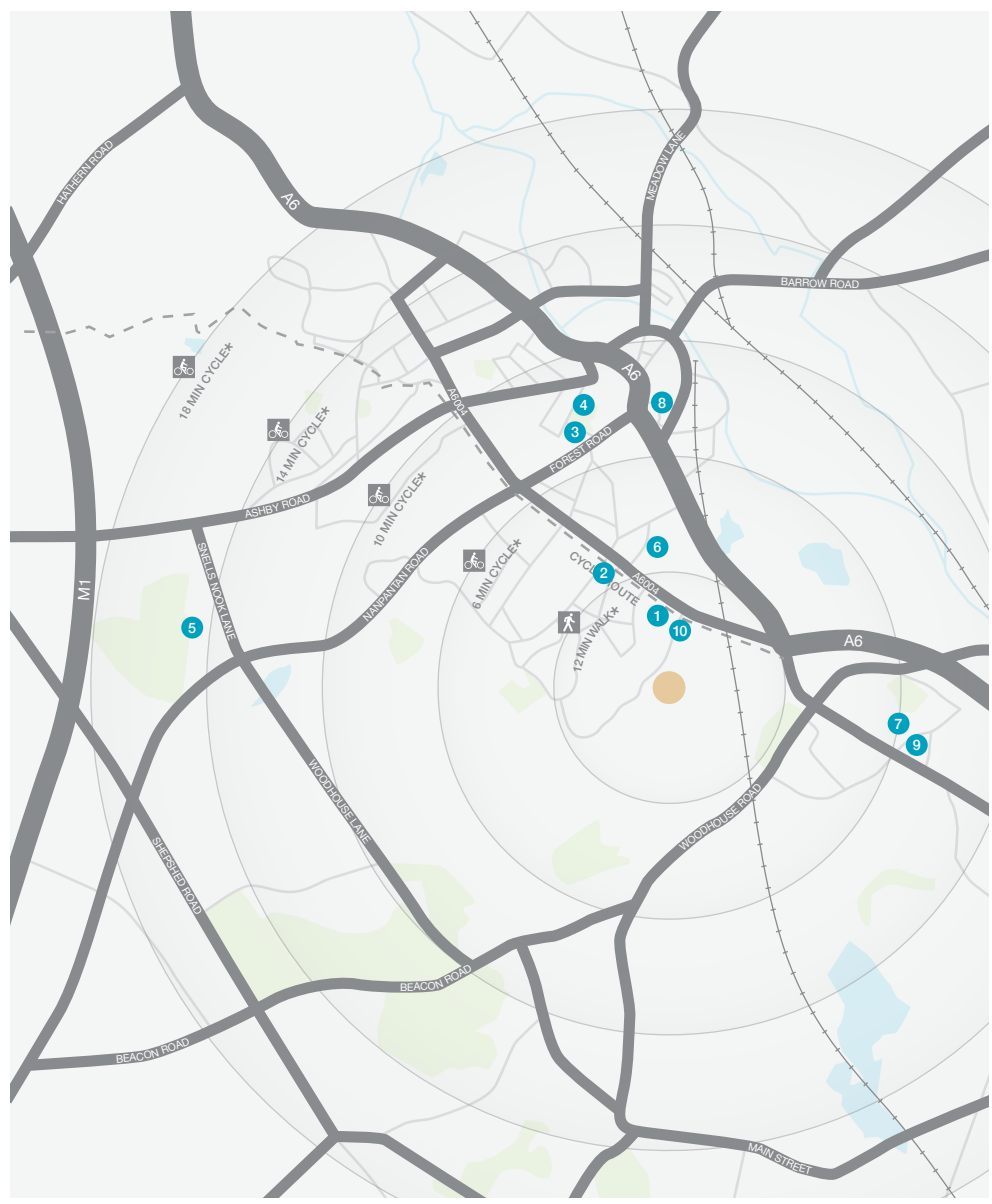 HATHERN ROAD
A6
MEADOW LANE
BARROW ROAD
18 MIN CYCLE*
A6
A6004
4
8
14 MIN CYCLE*
3
FOREST ROAD
10 MIN CYCLE*
ASHBY ROAD
6
6 MIN CYCLE*
CYCLE ROUTE
2
A6004
M1
SNELLS NOOK LANE
NANPANTAN ROAD
1
5
12 MIN WALK*
10
A6
7
9
WOODHOUSE LANE
WOODHOUSE ROAD
SHEPSHED ROAD
BEACON ROAD
BEACON ROAD
MAIN STREET